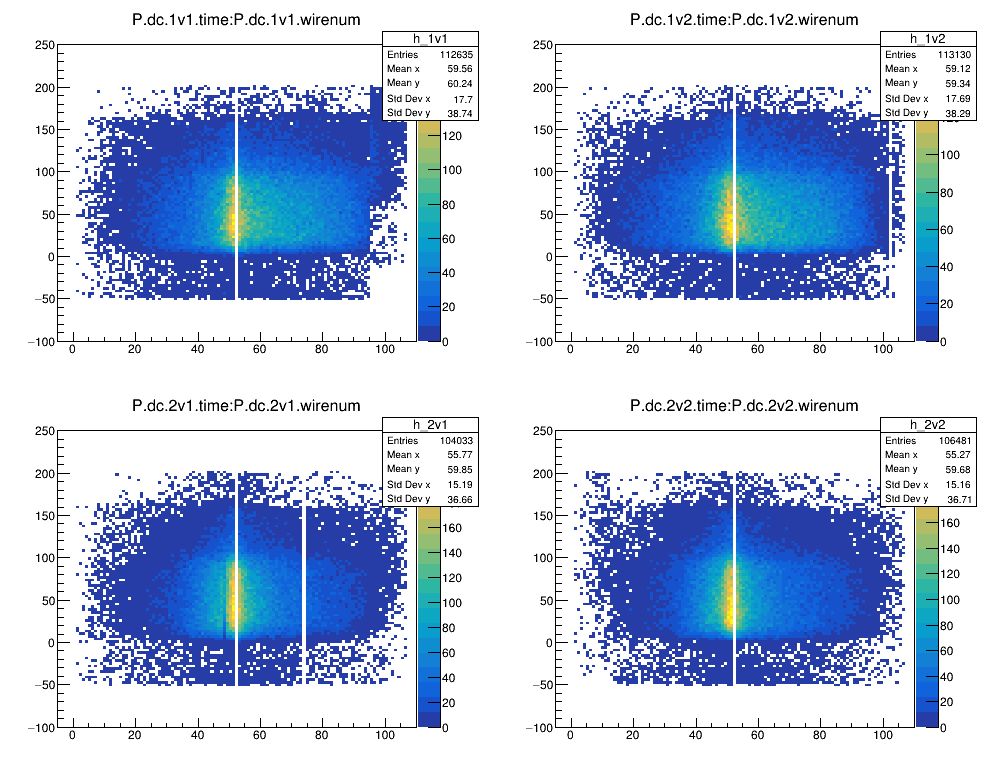 P.dc.1v1.time:P.dc.1v1.wirenum
h_1v1
Entries 112635
Mean x 59.56
Mean y 60.24
Std Dev x 17.7
Std Dev y 38.74
250
200
150
100
50
0
−50
−100
0 20 40 60 80 100
120
100
80
60
40
20
0
P.dc.1v2.time:P.dc.1v2.wirenum
h_1v2
Entries 113130
Mean x 59.12
Mean y 59.34
Std Dev x 17.69
Std Dev y 38.29
250
200
150
100
50
0
−50
−100
0 20 40 60 80 100
100
80
60
40
20
0
P.dc.2v1.time:P.dc.2v1.wirenum
h_2v1
Entries 104033
Mean x 55.77
Mean y 59.85
Std Dev x 15.19
Std Dev y 36.66
250
200
150
100
50
0
−50
−100
0 20 40 60 80 100
160
140
120
100
80
60
40
20
0
P.dc.2v2.time:P.dc.2v2.wirenum
h_2v2
Entries 106481
Mean x 55.27
Mean y 59.68
Std Dev x 15.16
Std Dev y 36.71
250
200
150
100
50
0
−50
−100
0 20 40 60 80 100
160
140
120
100
80
60
40
20
0